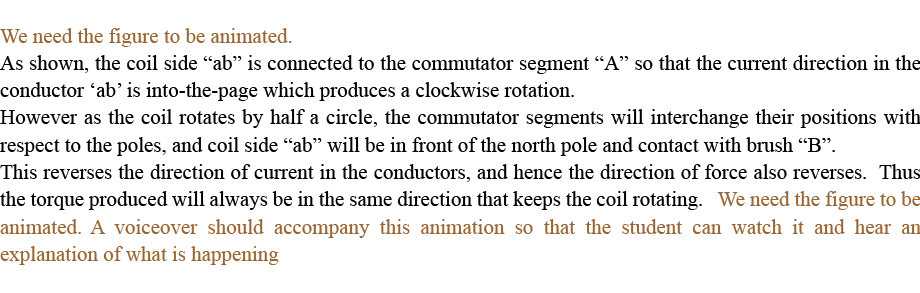 We need the figure to be animated.
As shown, the coil side “ab” is connected to the commutator segment “A” so that the current direction in the
conductor ‘ab’ is into-the-page which produces a clockwise rotation.
However as the coil rotates by half a circle, the commutator segments will interchange their positions with
respect to the poles, and coil side “ab” will be in front of the north pole and contact with brush “B”.
This reverses the direction of current in the conductors, and hence the direction of force also reverses. Thus
the torque produced will always be in the same direction that keeps the coil rotating. We need the figure to be
animated. A voiceover should accompany this animation so that the student can watch it and hear an
explanation of what is happening